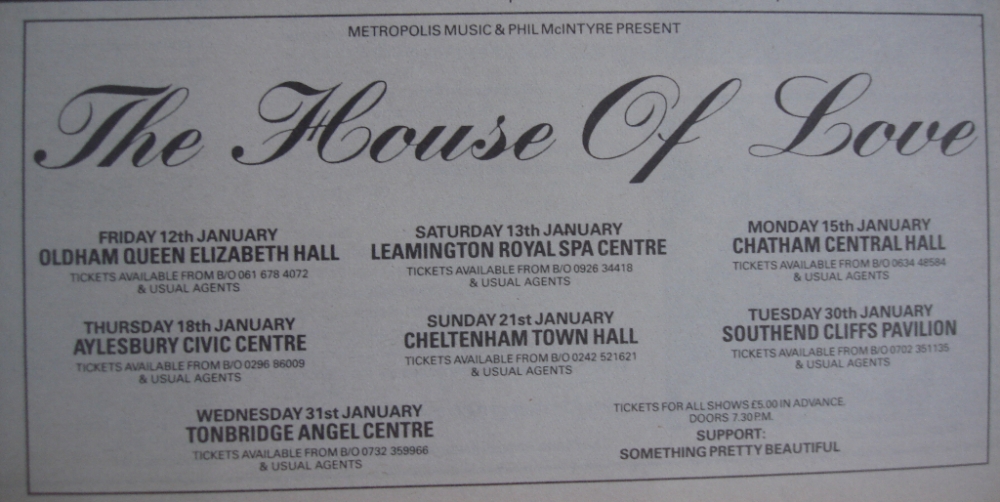 METROPOLIS MUSIC & PHIL McINTYRE PRESENT
The House Of Love
FRIDAY 12th JANUARY
OLDHAM QUEEN ELIZABETH HALL
TICKETS AVAILABLE FROM B/O 061 678 4072
& USUAL AGENTS
SATURDAY 13th JANUARY
LEAMINGTON ROYAL SPA CENTRE
TICKETS AVAILABLE FROM B/O 0926 34418
& USUAL AGENTS
MONDAY 15th JANUARY
CHATHAM CENTRAL HALL
TICKETS AVAILABLE FROM B/O 0634 48584
& USUAL AGENTS
THURSDAY 18th JANUARY
AYLESBURY CIVIC CENTRE
TICKETS AVAILABLE FROM B/O 0296 86009
& USUAL AGENTS
SUNDAY 21st JANUARY
CHELTENHAM TOWN HALL
TICKETS AVAILABLE FROM B/O 0242 521621
& USUAL AGENTS
TUESDAY 30th JANUARY
SOUTHEND CLIFFS PAVILION
TICKETS AVAILABLE FROM B/O 0702 351135
& USUAL AGENTS
WEDNESDAY 31st JANUARY
TONBRIDGE ANGEL CENTRE
TICKETS AVAILABLE FROM B/O 0732 359966
& USUAL AGENTS
TICKETS FOR ALL SHOWS £5.00 IN ADVANCE
DOORS 7.30 P.M.
SUPPORT:
SOMETHING PRETTY BEAUTIFUL